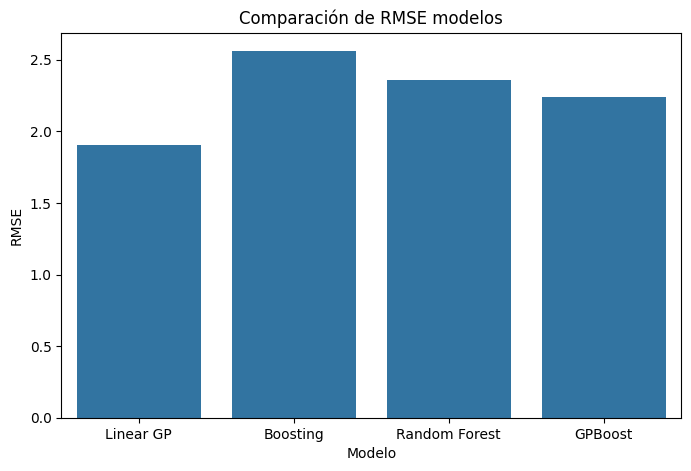 Comparación de RMSE modelos
RMSE
2.5
2.0
1.5
1.0
0.5
0.0
Linear GP
Boosting
Random Forest
GPBoost
Modelo